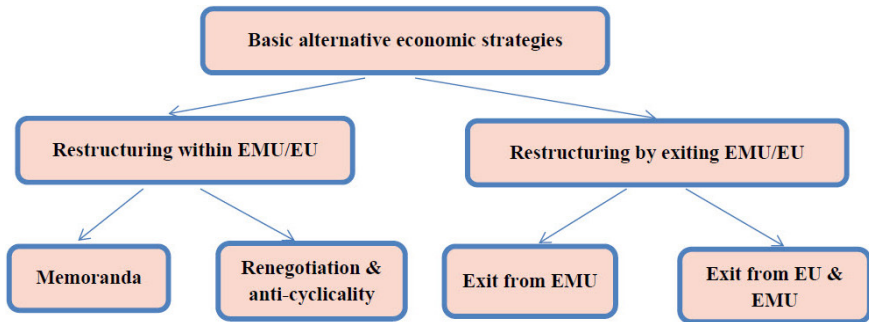 Basic alternative economic strategies
Restructuring within EMU/EU
Restructuring by exiting EMU/EU
Memoranda
Renegotiation &
anti-cyclicality
Exit from EMU
Exit from EU &
EMU